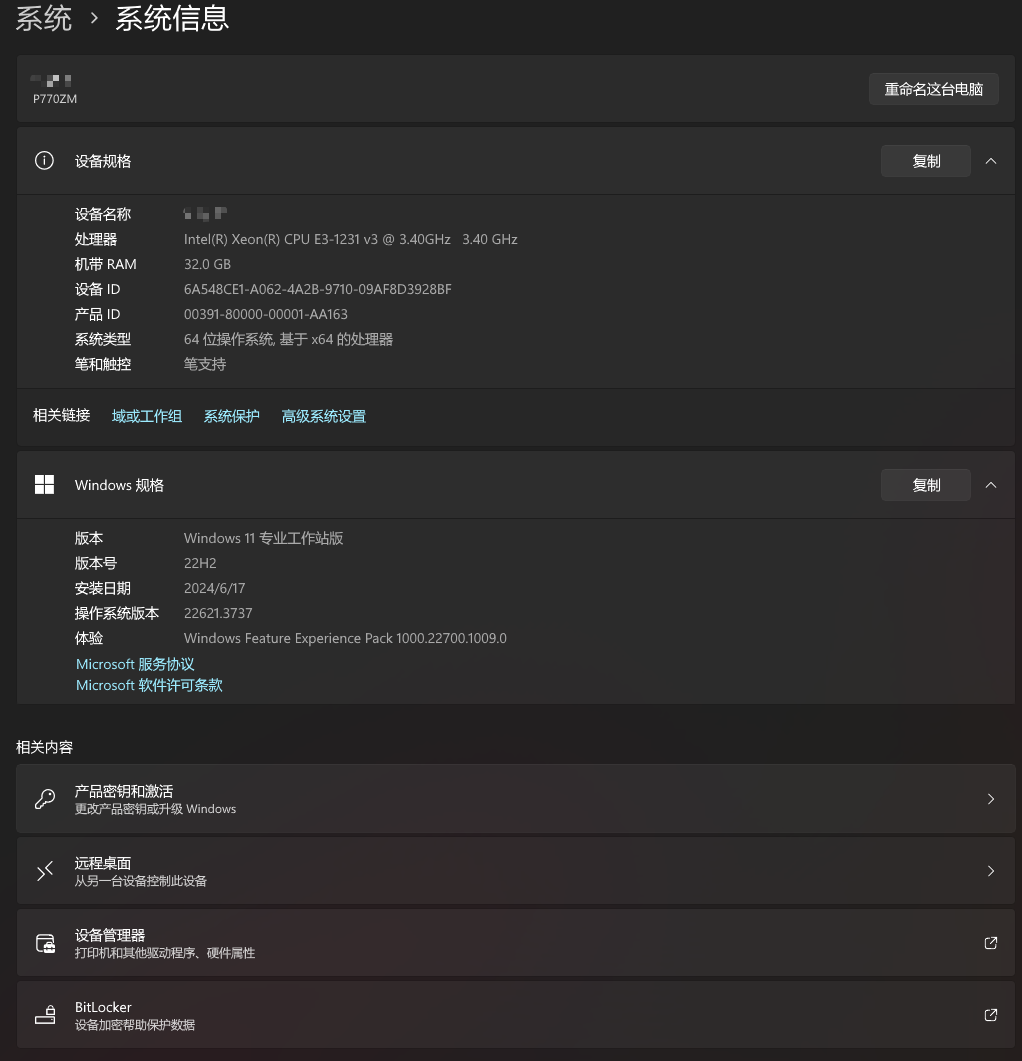 系统 › 系统信息
P770ZM
重命名这台电脑
设备规格 复制
设备名称
处理器 Intel(R) Xeon(R) CPU E3-1231 v3 @ 3.40GHz 3.40 GHz
机带 RAM 32.0 GB
设备 ID 6A548CE1-A062-4A2B-9710-09AF8D3928BF
产品 ID 00391-80000-00001-AA163
系统类型 64 位操作系统, 基于 x64 的处理器
笔和触控 笔支持
相关链接 域或工作组 系统保护 高级系统设置
Windows 规格 复制
版本 Windows 11 专业工作站版
版本号 22H2
安装日期 2024/6/17
操作系统版本 22621.3737
体验 Windows Feature Experience Pack 1000.22700.1009.0
Microsoft 服务协议
Microsoft 软件许可条款
相关内容
产品密钥和激活
更改产品密钥或升级 Windows
远程桌面
从另一台设备控制此设备
设备管理器
打印机和其他驱动程序、硬件属性
BitLocker
设备加密帮助保护数据